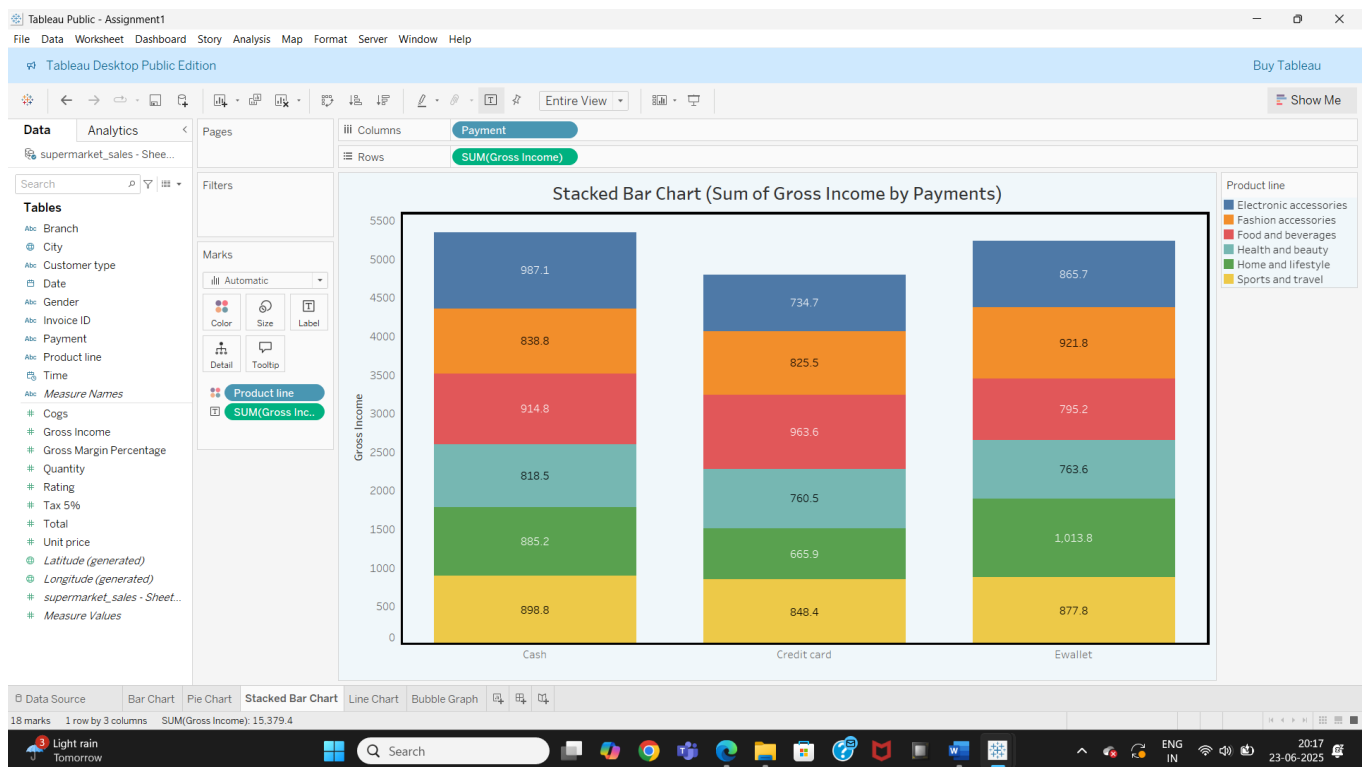 Tableau Public - Assignment1
File Data Worksheet Dashboard Story Analysis Map Format Server Window Help
Tableau Desktop Public Edition
Buy Tableau
Entire View
Show Me
Data Analytics
supermarket_sales - Shee...
Search
Tables
Abc Branch
City
Abc Customer type
Date
Abc Gender
Abc Invoice ID
Abc Payment
Abc Product line
Time
Abc Measure Names
# Cogs
# Gross Income
# Gross Margin Percentage
# Quantity
# Rating
# Tax 5%
# Total
# Unit price
Latitude (generated)
Longitude (generated)
# supermarket_sales - Sheet...
# Measure Values
Pages
Filters
Marks
Automatic
Color Size Label
Detail Tooltip
Product line
SUM(Gross Inc..
Columns Payment
Rows SUM(Gross Income)
Stacked Bar Chart (Sum of Gross Income by Payments)
Gross Income
5500
5000
4500
4000
3500
3000
2500
2000
1500
1000
500
0
987.1 734.7 865.7
838.8 825.5 921.8
914.8 963.6 795.2
818.5 760.5 763.6
885.2 665.9 1,013.8
898.8 848.4 877.8
Cash Credit card Ewallet
Product line
Electronic accessories
Fashion accessories
Food and beverages
Health and beauty
Home and lifestyle
Sports and travel
Data Source Bar Chart Pie Chart Stacked Bar Chart Line Chart Bubble Graph
18 marks 1 row by 3 columns SUM(Gross Income): 15,379.4
3
Light rain
Tomorrow
Search
ENG
IN
20:17
23-06-2025